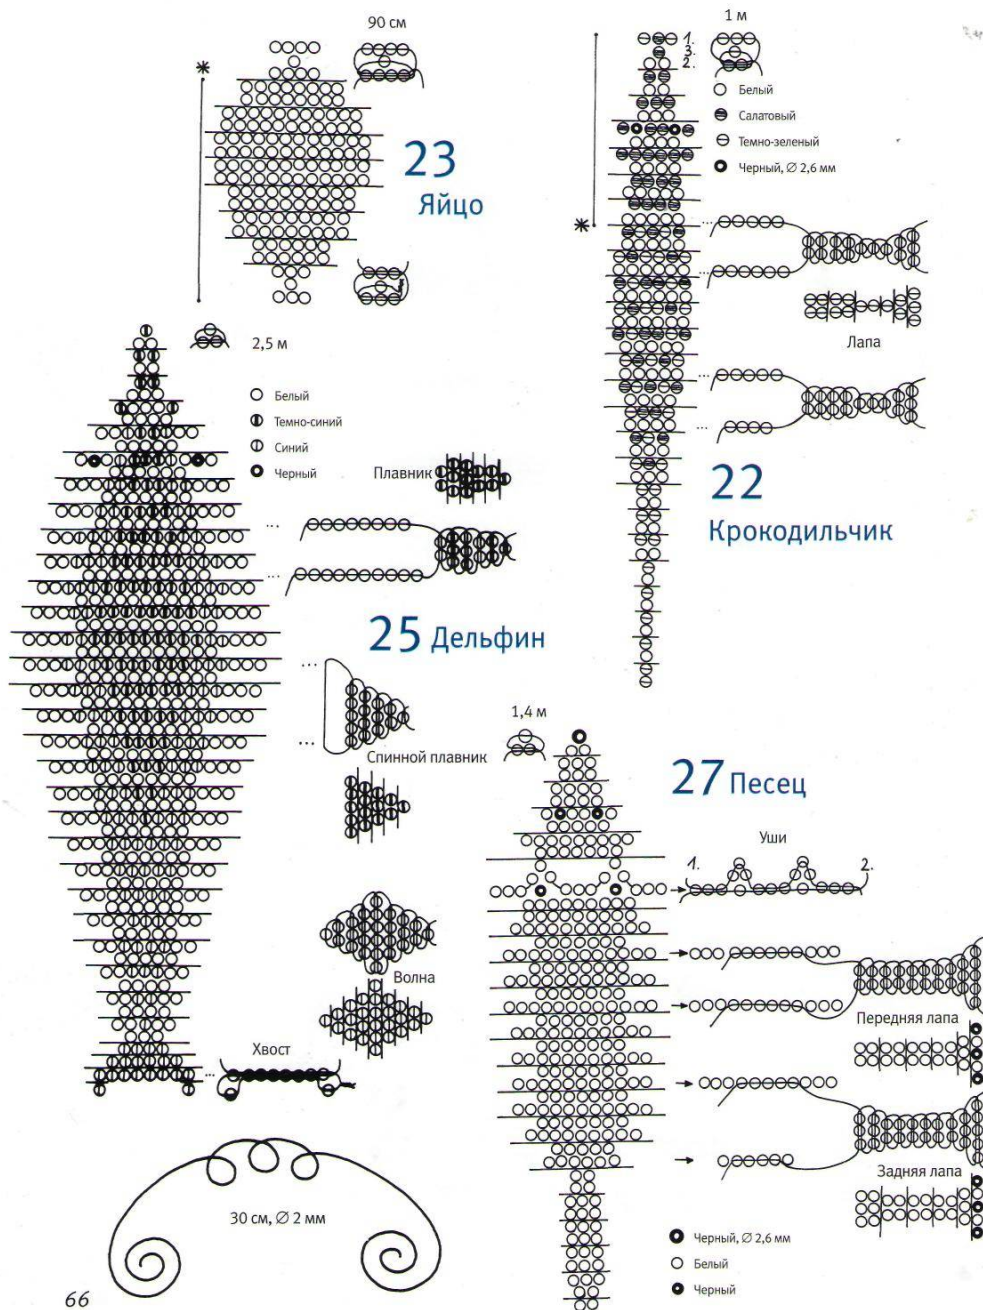 90 см
23
Яйцо
1 м
1.
3.
2.
Белый
Салатовый
Темно-зеленый
Черный, Ø 2,6 мм
Лапа
22
Крокодильчик
2,5 м
Белый
Темно-синий
Синий
Черный
Плавник
25 Дельфин
Спинной плавник
Волна
Хвост
30 см, Ø 2 мм
1,4 м
27 Песец
Уши
1.
2.
Передняя лапа
Задняя лапа
Черный, Ø 2,6 мм
Белый
Черный
66